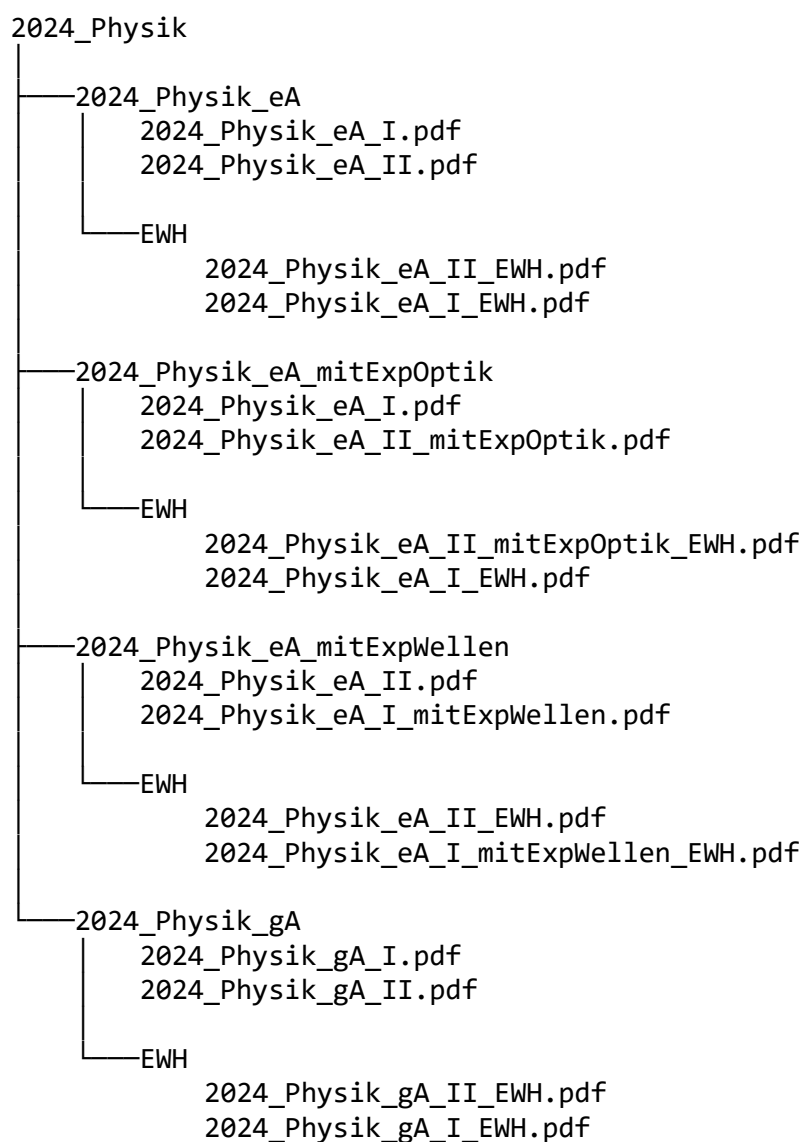 2024_Physik
2024_Physik_eA
2024_Physik_eA_I.pdf
2024_Physik_eA_II.pdf
EWH
2024_Physik_eA_II_EWH.pdf
2024_Physik_eA_I_EWH.pdf
2024_Physik_eA_mitExpOptik
2024_Physik_eA_I.pdf
2024_Physik_eA_II_mitExpOptik.pdf
EWH
2024_Physik_eA_II_mitExpOptik_EWH.pdf
2024_Physik_eA_I_EWH.pdf
2024_Physik_eA_mitExpWellen
2024_Physik_eA_II.pdf
2024_Physik_eA_I_mitExpWellen.pdf
EWH
2024_Physik_eA_II_EWH.pdf
2024_Physik_eA_I_mitExpWellen_EWH.pdf
2024_Physik_gA
2024_Physik_gA_I.pdf
2024_Physik_gA_II.pdf
EWH
2024_Physik_gA_II_EWH.pdf
2024_Physik_gA_I_EWH.pdf